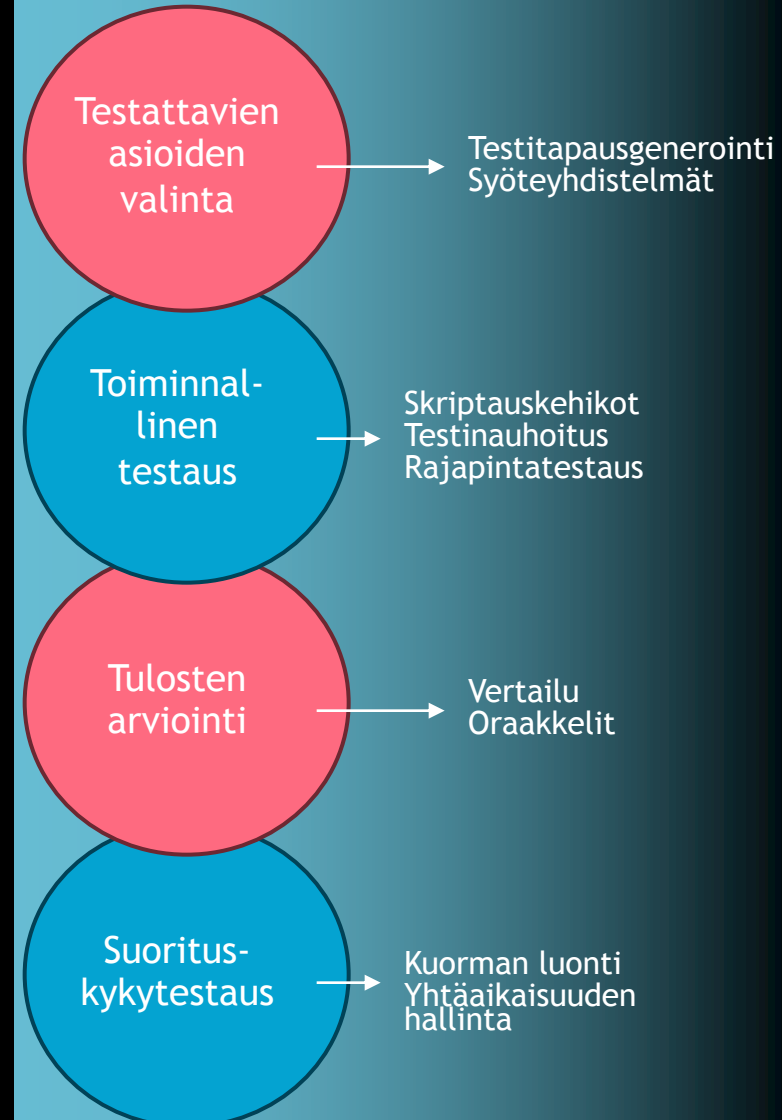 Testattavien
asioiden
valinta
Testitapausgenerointi
Syöteyhdistelmät
Toiminnal-
linen
testaus
Skriptauskehikot
Testinauhoitus
Rajapintatestaus
Tulosten
arviointi
Vertailu
Oraakkelit
Suoritus-
kykytestaus
Kuorman luonti
Yhtäaikaisuuden
hallinta